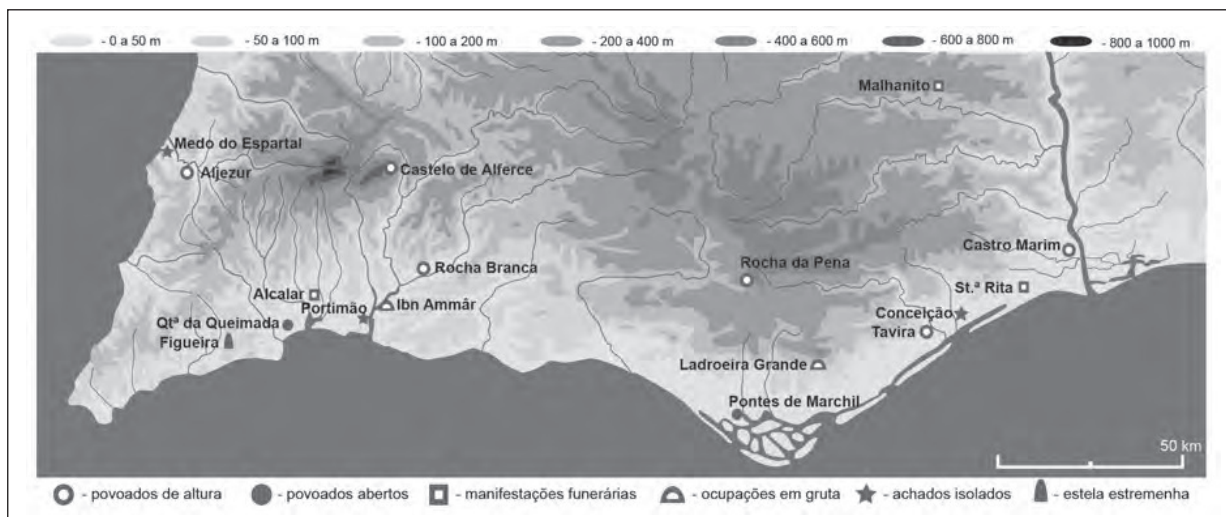 - 0 a 50 m - 50 a 100 m - 100 a 200 m - 200 a 400 m - 400 a 600 m - 600 a 800 m - 800 a 1000 m
Malhanito
Medo do Espartal
Aljezur
Castelo de Alferce
Castro Marim
Rocha Branca
Rocha da Pena
St.ª Rita
Alcalar
Portimão
Ibn Ammâr
Conceição
Qtª da Queimada
Tavira
Figueira
Ladroeira Grande
Pontes de Marchil
50 km
- povoados de altura - povoados abertos - manifestações funerárias - ocupações em gruta - achados isolados - estela estremenha